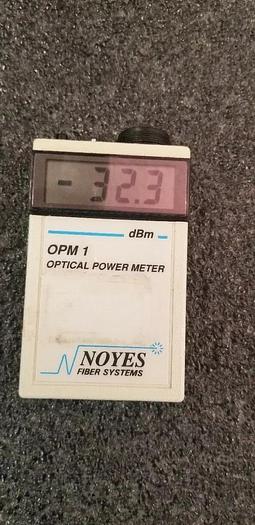 -32.3
dBm
OPM 1
OPTICAL POWER METER
NOYES
FIBER SYSTEMS